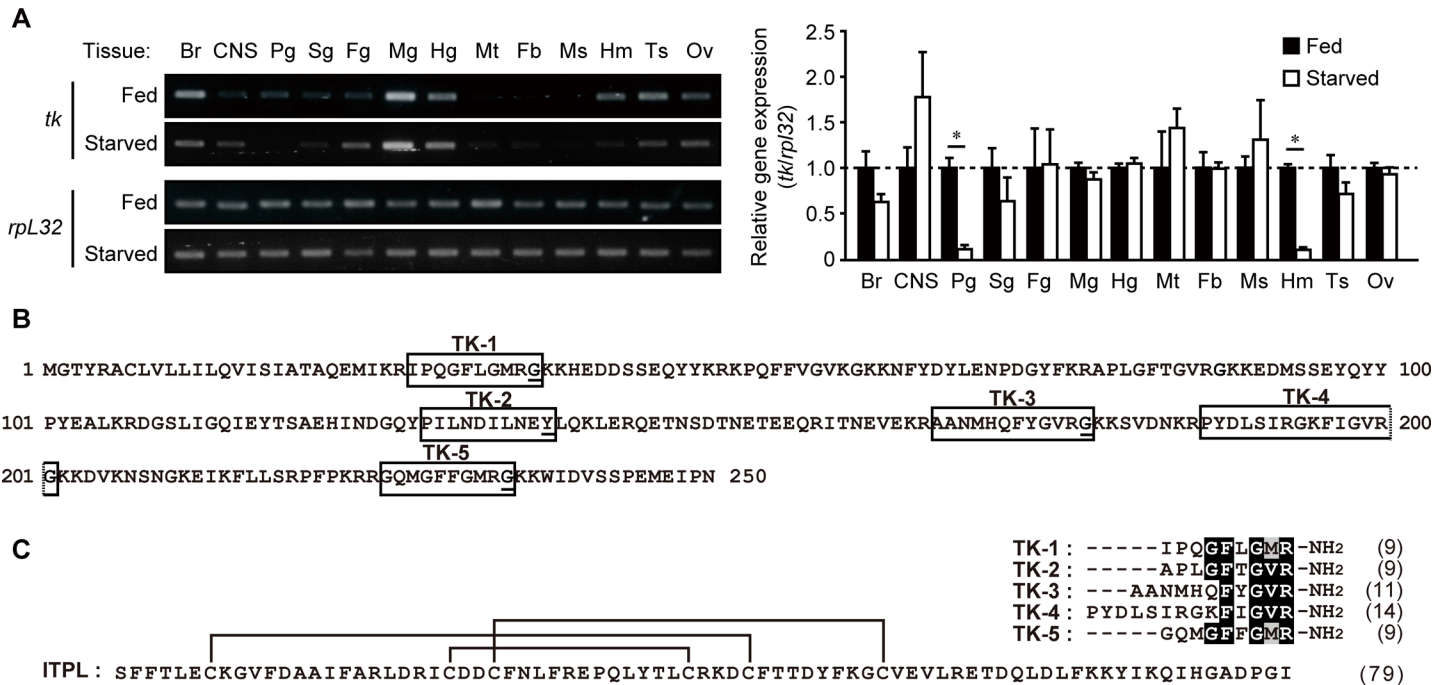 A
Tissue: Br CNS Pg Sg Fg Mg Hg Mt Fb Ms Hm Ts Ov
tk
Fed
Starved
rpL32
Fed
Starved
Relative gene expression
(tk/rpl32)
2.5
2.0
1.5
1.0
0.5
0
Fed
Starved
*
*
Br CNS Pg Sg Fg Mg Hg Mt Fb Ms Hm Ts Ov
B
TK-1
1 MGTYRACLVLLILQVISIATAQEMIKRIPQGFLGMRGKKHEDDSSEQYYKRKPQFFVGVKGKKNFYDYLENPDGYFKRAPLGFTGVRGKKEDMSSEYQYY 100
TK-2 TK-3 TK-4
101 PYEALKRDGSLIGQIEYTSAEHINDGQYPILNDILNEYLQKLERQETNSDTNETEEQRITNEVEKRAANMHQFYGVRGKKSVDNKRPYDLSIRGKFIGVR 200
TK-5
201 GKKDVKNSNGKEIKFLLSRPFPKRRGQMGFFGMRGKKWIDVSSPEMEIPN 250
C
TK-1 : ------IPQGFLGMR-NH2 (9)
TK-2 : ------APLGFTGVR-NH2 (9)
TK-3 : ---AANMHQFYGVR-NH2 (11)
TK-4 : PYDLSIRGKFIGVR-NH2 (14)
TK-5 : ------GQMGFFGMR-NH2 (9)
ITPL : SFFTLECKGVFDAAIFARLDRICDDCFNLFREPQLYTLCRKDCFTTDYFKGCVEVLRETDQLDLFKKYIKQIHGADPGI (79)